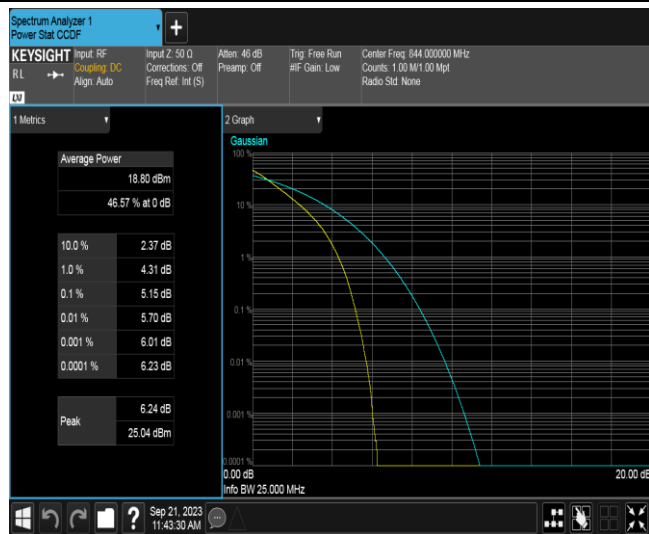 Spectrum Analyzer 1
Power Stat CCDF
+
KEYSIGHT
RL
LXI
Input: RF
Coupling: DC
Align: Auto
Input Z: 50 Ω
Corrections: Off
Freq Ref: Int (S)
Atten: 46 dB
Preamp: Off
Trig: Free Run
#IF Gain: Low
Center Freq: 844.000000 MHz
Counts: 1.00 M/1.00 Mpt
Radio Std: None
1 Metrics
Average Power
18.80 dBm
46.57 % at 0 dB
10.0 % 2.37 dB
1.0 % 4.31 dB
0.1 % 5.15 dB
0.01 % 5.70 dB
0.001 % 6.01 dB
0.0001 % 6.23 dB
Peak
6.24 dB
25.04 dBm
2 Graph
Gaussian
100 %
10 %
1 %
0.1 %
0.01 %
0.001 %
0.0001 %
0.00 dB 20.00 dB
Info BW 25.000 MHz
?
Sep 21, 2023
11:43:30 AM